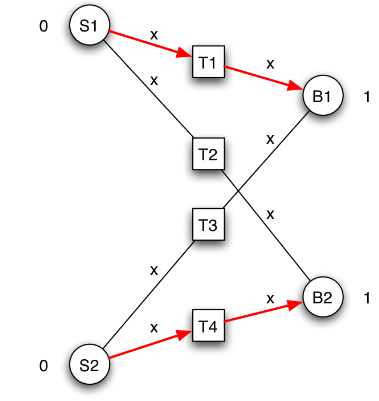 0 S1 x T1 x B1 1
x
T2 x
T3 x
x
0 S2 x T4 x B2 1